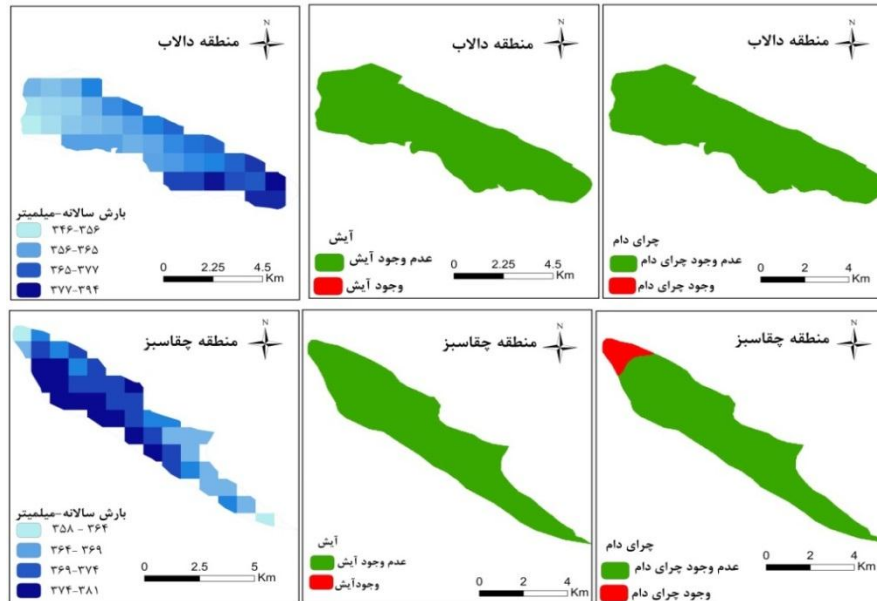 N
منطقه دالاب
بارش سالانه-میلمیتر
۳۴۶-۳۵۶
۳۵۶-۳۶۵
۳۶۵-۳۷۷
۳۷۷-۳۹۴
0 2.25 4.5
Km
N
منطقه دالاب
آیش
عدم وجود آیش
وجود آیش
0 2.25 4.5
Km
N
منطقه دالاب
چرای دام
عدم وجود چرای دام
وجود چرای دام
0 2 4
Km
N
منطقه چقاسبز
بارش سالانه-میلمیتر
۳۵۸ - ۳۶۴
۳۶۴- ۳۶۹
۳۶۹-۳۷۴
۳۷۴-۳۸۱
0 2.5 5
Km
N
منطقه چقاسبز
آیش
عدم وجود آیش
وجودآیش
0 2 4
Km
N
منطقه چقاسبز
چرای دام
عدم وجود چرای دام
وجود چرای دام
0 2 4
Km